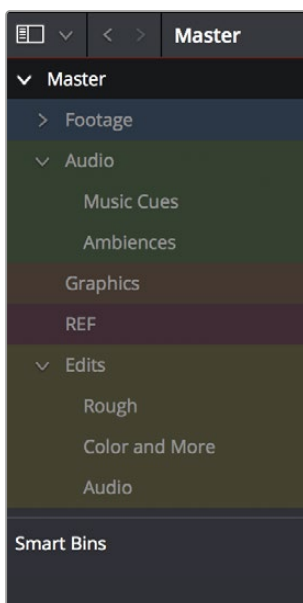 Master
Master
Footage
Audio
Music Cues
Ambiences
Graphics
REF
Edits
Rough
Color and More
Audio
Smart Bins